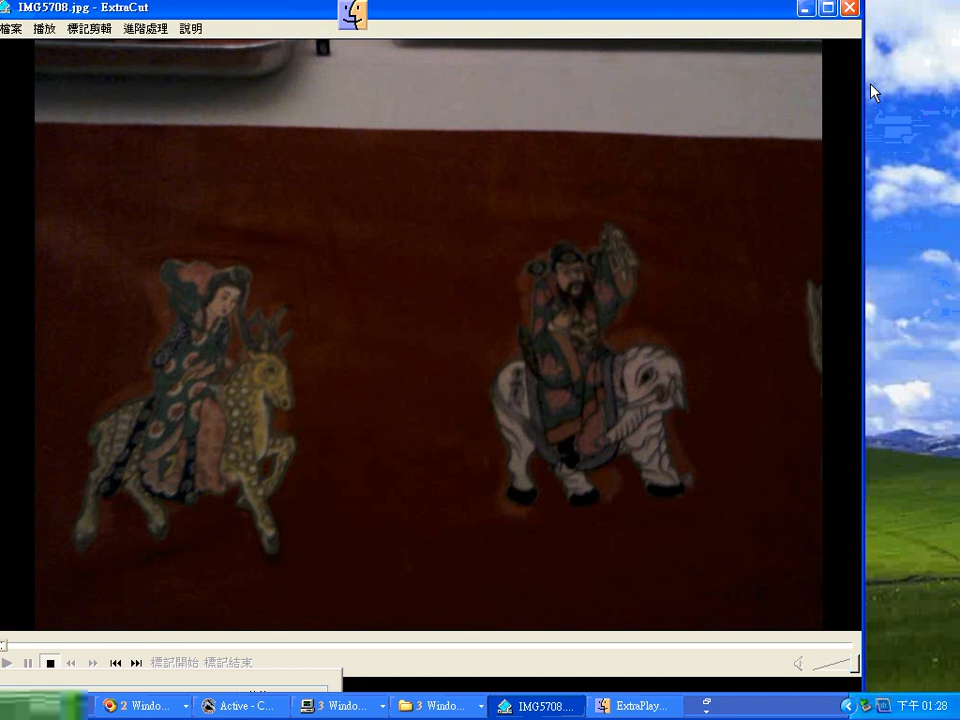 IMG5708.jpg - ExtraCut
檔案 播放 標記剪輯 進階處理 說明
標記開始 標記結束
2 Windo...
Active - C...
3 Windo...
3 Windo...
IMG5708....
ExtraPlay...
下午 01:28